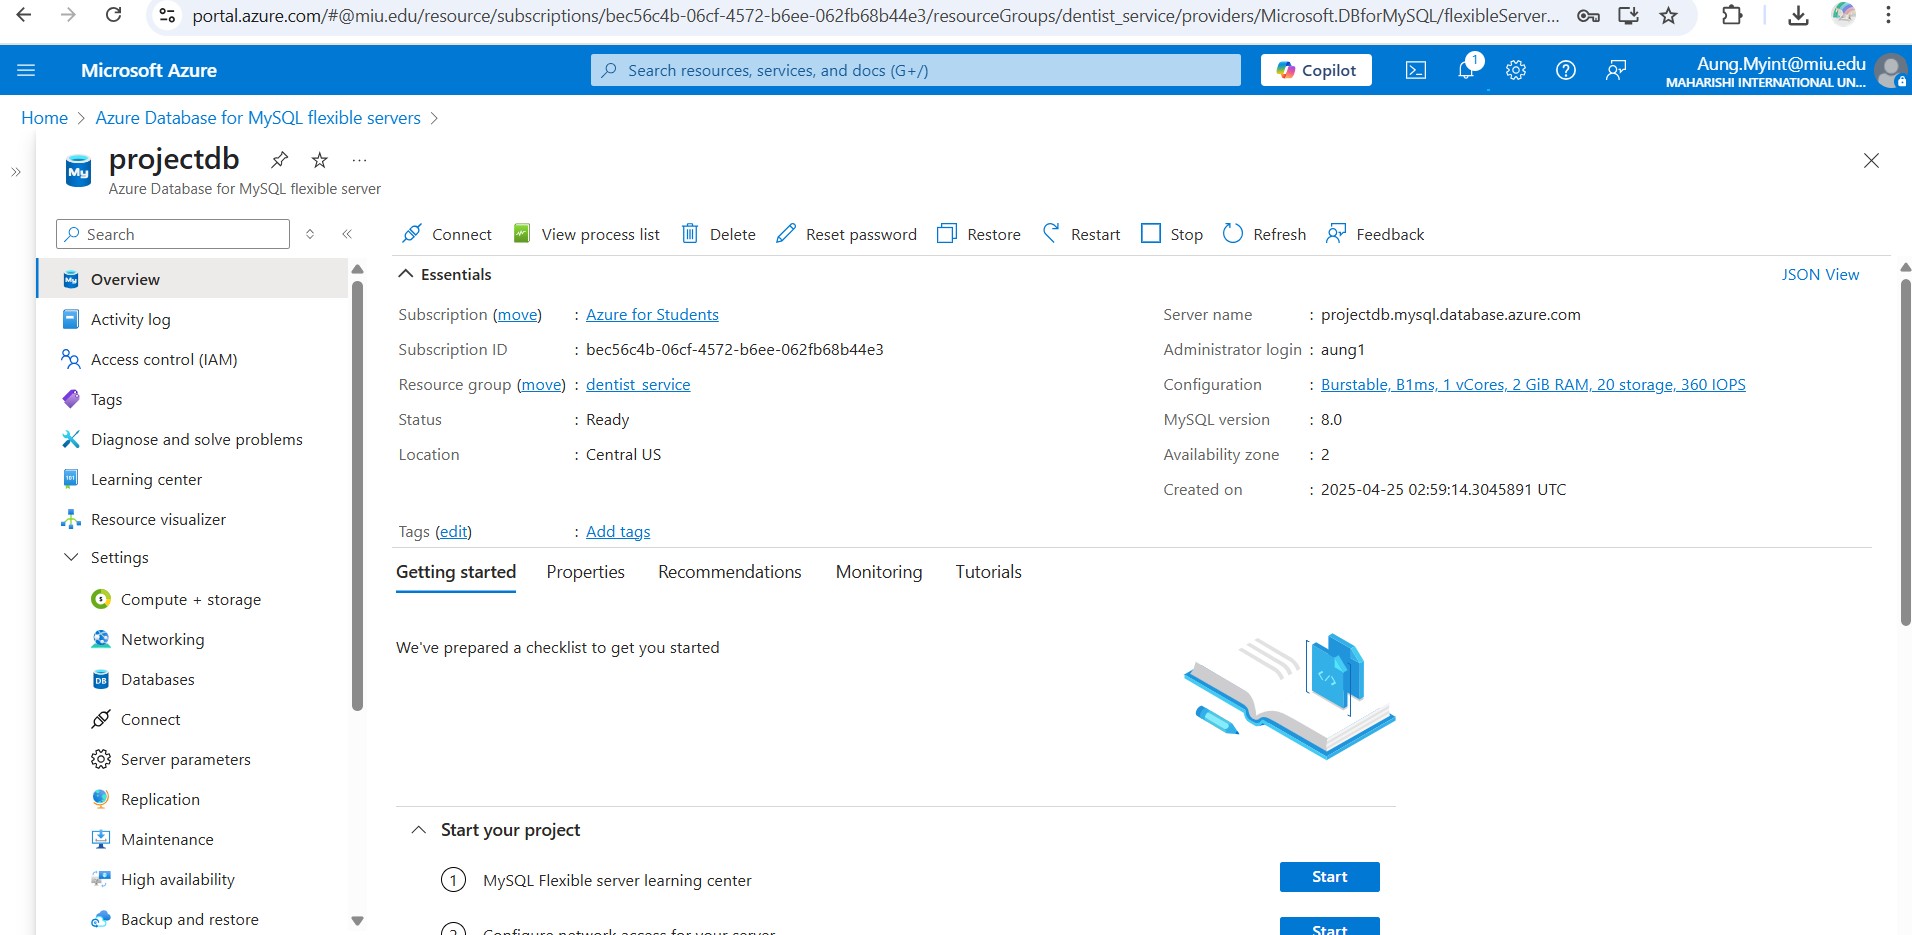 portal.azure.com/#@miu.edu/resource/subscriptions/bec56c4b-06cf-4572-b6ee-062fb68b44e3/resourceGroups/dentist_service/providers/Microsoft.DBforMySQL/flexibleServer...
Microsoft Azure
Search resources, services, and docs (G+/)
Copilot
1
Aung.Myint@miu.edu
MAHARISHI INTERNATIONAL UN...
Home > Azure Database for MySQL flexible servers >
projectdb
Azure Database for MySQL flexible server
Search
Connect View process list Delete Reset password Restore Restart Stop Refresh Feedback
Overview
Activity log
Access control (IAM)
Tags
Diagnose and solve problems
Learning center
Resource visualizer
Settings
Compute + storage
Networking
Databases
Connect
Server parameters
Replication
Maintenance
High availability
Backup and restore
Essentials
JSON View
Subscription (move) : Azure for Students
Subscription ID : bec56c4b-06cf-4572-b6ee-062fb68b44e3
Resource group (move) : dentist_service
Status : Ready
Location : Central US
Server name : projectdb.mysql.database.azure.com
Administrator login : aung1
Configuration : Burstable, B1ms, 1 vCores, 2 GiB RAM, 20 storage, 360 IOPS
MySQL version : 8.0
Availability zone : 2
Created on : 2025-04-25 02:59:14.3045891 UTC
Tags (edit) : Add tags
Getting started Properties Recommendations Monitoring Tutorials
We've prepared a checklist to get you started
Start your project
1 MySQL Flexible server learning center
Start
2 Configure network access for your server
Start